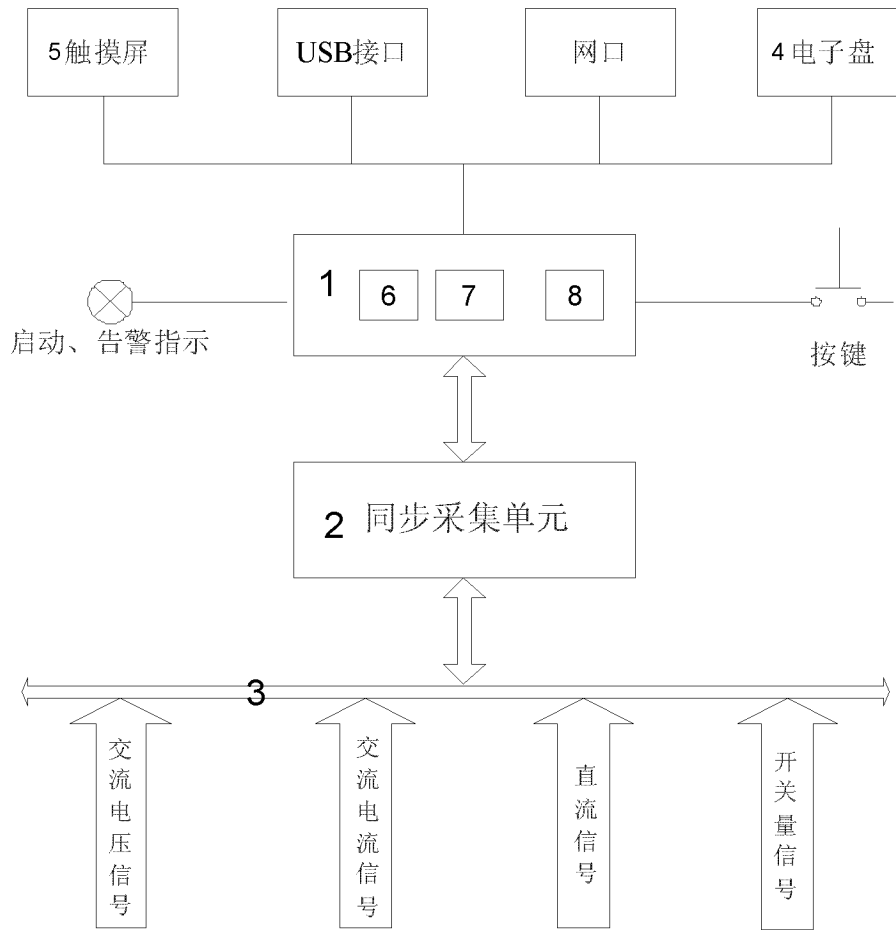 5触摸屏
USB接口
网口
4电子盘
1
6
7
8
启动、告警指示
按键
2 同步采集单元
3
交流电压信号
交流电流信号
直流信号
开关量信号